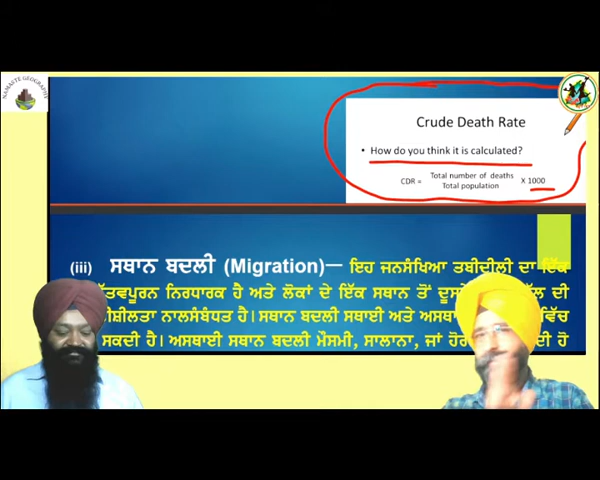 NAMASTE GEOGRAPHY
Crude Death Rate
• How do you think it is calculated?
CDR = Total number of deaths
Total population
X 1000
(iii) ਸਥਾਨ ਬਦਲੀ (Migration)— ਇਹ ਜਨਸੰਖਿਆ ਤਬੀਦੀਲੀ ਦਾ ਇੱਕ
ਨਿਰਧਾਰਕ ਹੈ ਅਤੇ ਲੋਕਾਂ ਦੇ ਇੱਕ ਸਥਾਨ ਤੋਂ ਦੀ
ਨਾਲਸੰਬੰਧਤ ਹੈ। ਸਥਾਨ ਬਦਲੀ ਸਥਾਈ ਅਤੇ ਵਿੱਚ
ਸਕਦੀ ਹੈ। ਅਸਥਾਈ ਸਥਾਨ ਬਦਲੀ ਮੌਸਮੀ, ਸਾਲਾਨਾ, ਜਾਂ ਹੋ